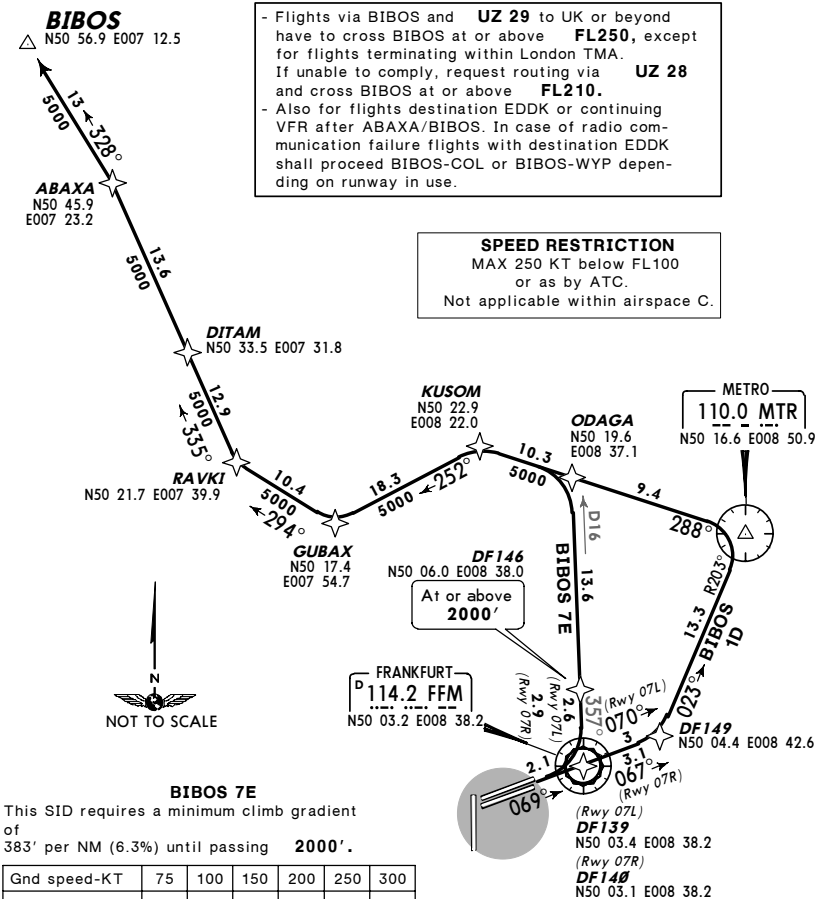 BIBOS
N50 56.9 E007 12.5
- Flights via BIBOS and UZ 29 to UK or beyond
have to cross BIBOS at or above FL250, except
for flights terminating within London TMA.
If unable to comply, request routing via UZ 28
and cross BIBOS at or above FL210.
- Also for flights destination EDDK or continuing
VFR after ABAXA/BIBOS. In case of radio com-
munication failure flights with destination EDDK
shall proceed BIBOS-COL or BIBOS-WYP depen-
ding on runway in use.
13
5000
328°
ABAXA
N50 45.9
E007 23.2
13.6
5000
SPEED RESTRICTION
MAX 250 KT below FL100
or as by ATC.
Not applicable within airspace C.
DITAM
N50 33.5 E007 31.8
12.9
5000
335°
RAVKI
N50 21.7 E007 39.9
10.4
5000
294°
GUBAX
N50 17.4
E007 54.7
18.3
5000
252°
KUSOM
N50 22.9
E008 22.0
10.3
5000
ODAGA
N50 19.6
E008 37.1
9.4
288°
METRO
110.0 MTR
N50 16.6 E008 50.9
D16
13.6
BIBOS 7E
R203°
13.3
BIBOS
1D
023°
DF146
N50 06.0 E008 38.0
At or above
2000'
FRANKFURT
D 114.2 FFM
N50 03.2 E008 38.2
(Rwy 07R)
2.9
2.6
(Rwy 07L)
357°
(Rwy 07L)
070°
3
3.1
067°
(Rwy 07R)
DF149
N50 04.4 E008 42.6
2.1
069°
(Rwy 07L)
DF139
N50 03.4 E008 38.2
(Rwy 07R)
DF140
N50 03.1 E008 38.2
N
NOT TO SCALE
BIBOS 7E
This SID requires a minimum climb gradient
of
383' per NM (6.3%) until passing 2000'.
Gnd speed-KT 75 100 150 200 250 300